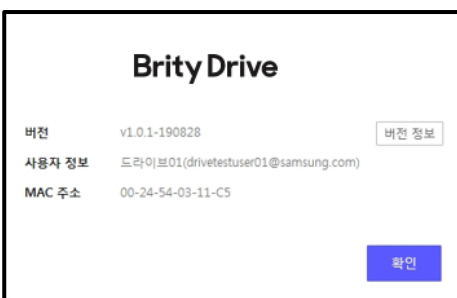 Brity Drive
버전 v1.0.1-190828 버전 정보
사용자 정보 드라이브01(drivetestuser01@samsung.com)
MAC 주소 00-24-54-03-11-C5
확인